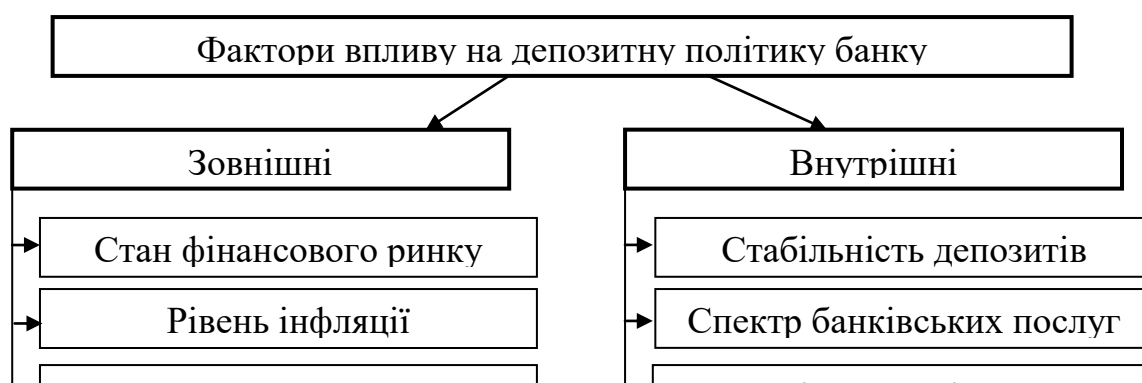 Фактори впливу на депозитну політику банку
Зовнішні
Внутрішні
Стан фінансового ринку
Стабільність депозитів
Рівень інфляції
Спектр банківських послуг